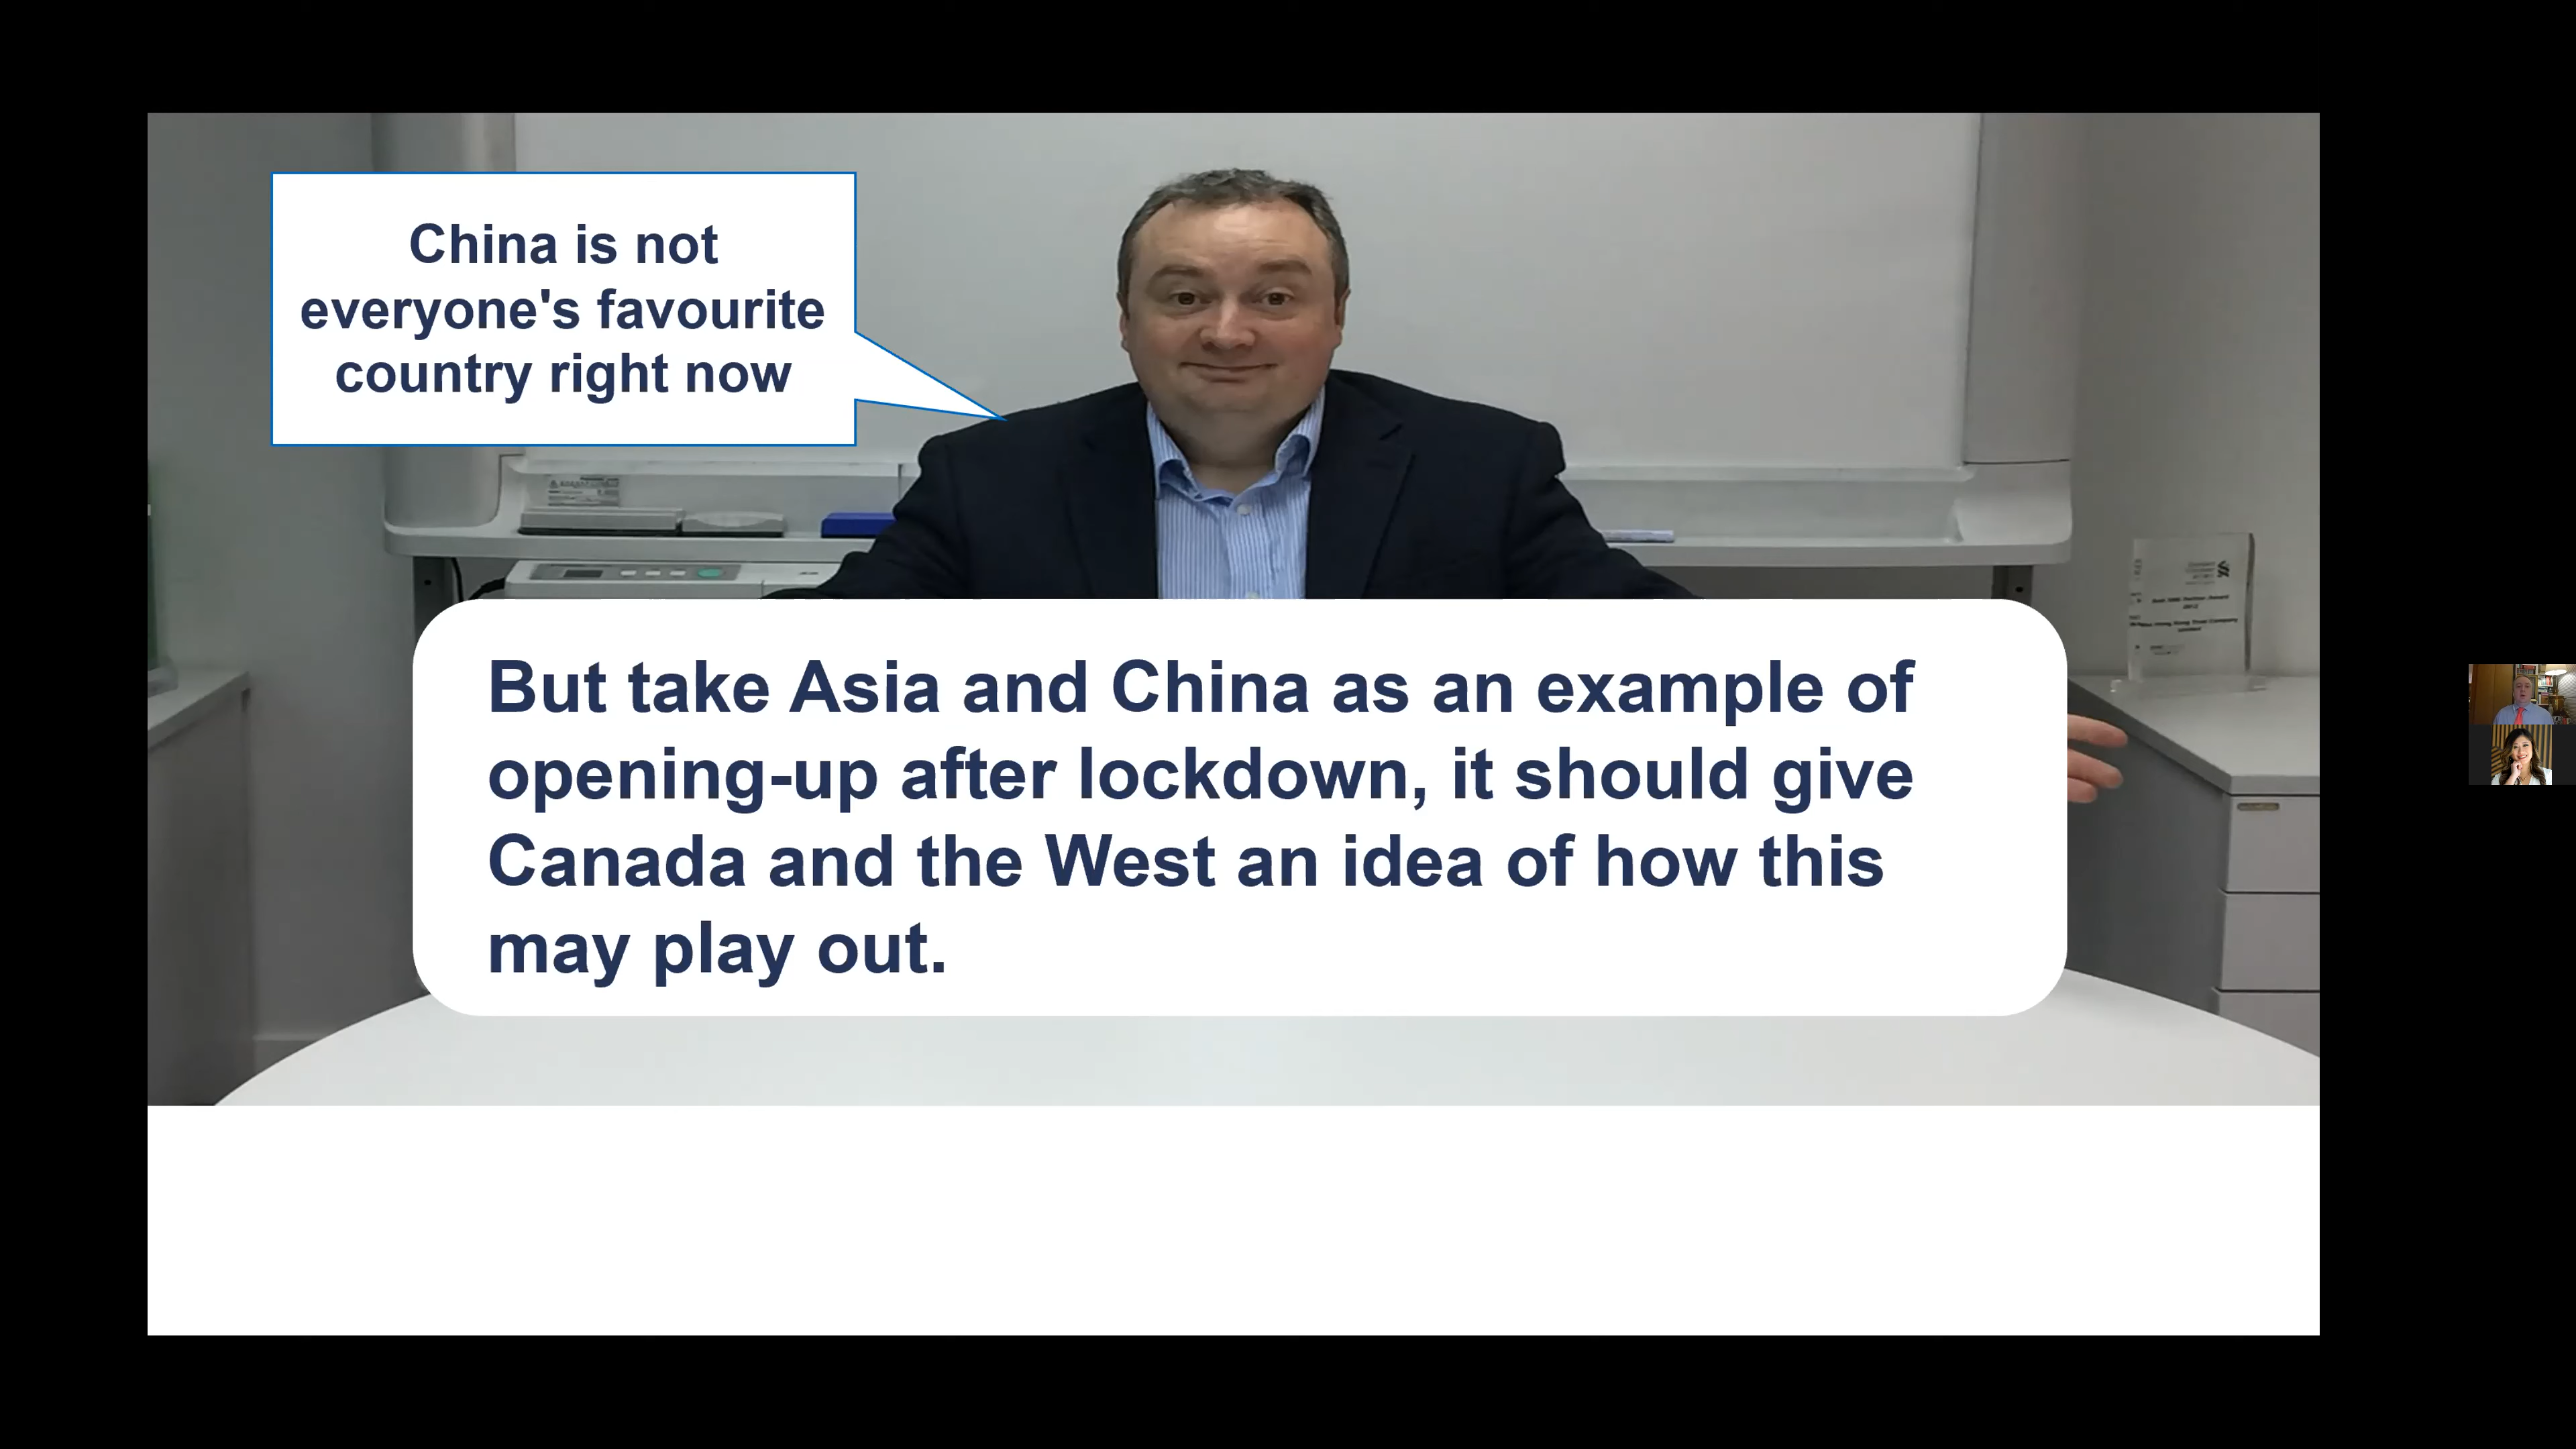 China is not
everyone's favourite
country right now
But take Asia and China as an example of
opening-up after lockdown, it should give
Canada and the West an idea of how this
may play out.